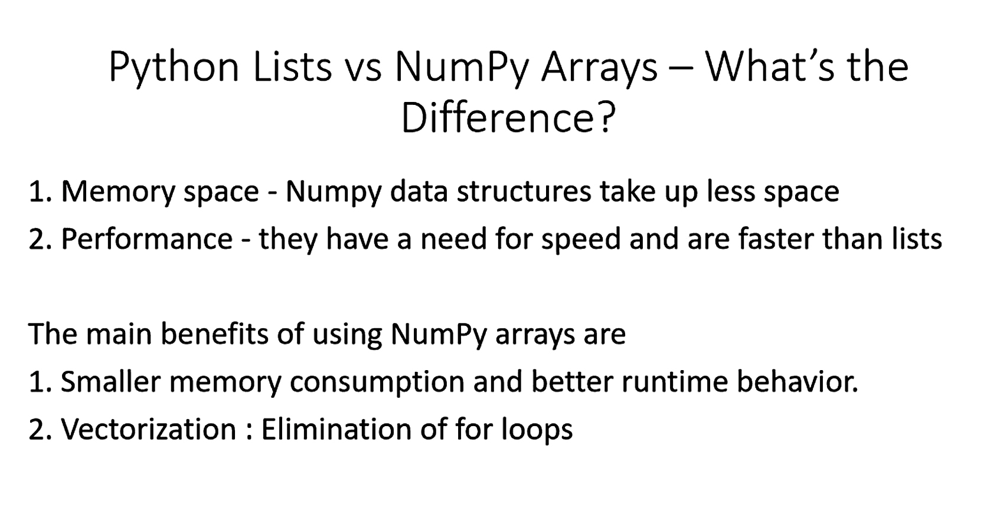 Python Lists vs NumPy Arrays – What’s the
Difference?
1. Memory space - Numpy data structures take up less space
2. Performance - they have a need for speed and are faster than lists
The main benefits of using NumPy arrays are
1. Smaller memory consumption and better runtime behavior.
2. Vectorization : Elimination of for loops